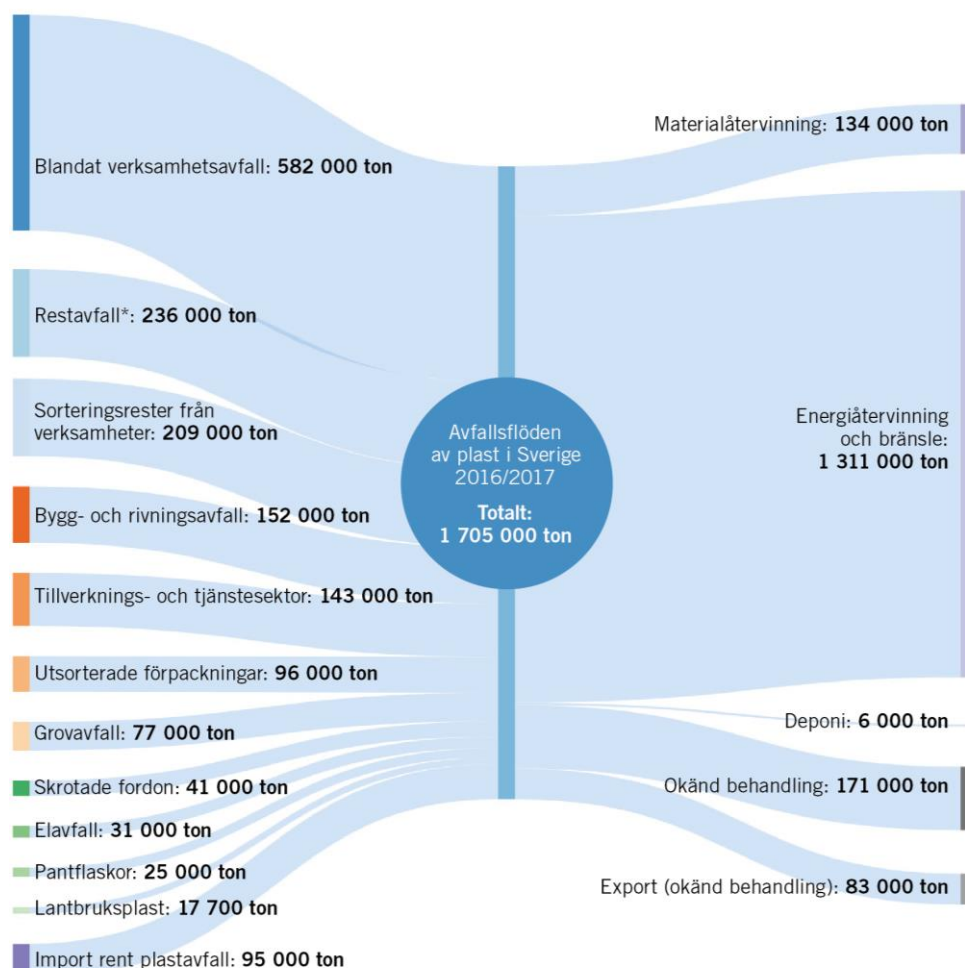 Blandat verksamhetsavfall: 582 000 ton
Restavfall*: 236 000 ton
Sorteringsrester från
verksamheter: 209 000 ton
Bygg- och rivningsavfall: 152 000 ton
Tillverknings- och tjänstesektor: 143 000 ton
Utsorterade förpackningar: 96 000 ton
Grovavfall: 77 000 ton
Skrotade fordon: 41 000 ton
Elavfall: 31 000 ton
Pantflaskor: 25 000 ton
Lantbruksplast: 17 700 ton
Import rent plastavfall: 95 000 ton
Avfallsflöden
av plast i Sverige
2016/2017
Totalt:
1 705 000 ton
Materialåtervinning: 134 000 ton
Energiåtervinning
och bränsle:
1 311 000 ton
Deponi: 6 000 ton
Okänd behandling: 171 000 ton
Export (okänd behandling): 83 000 ton